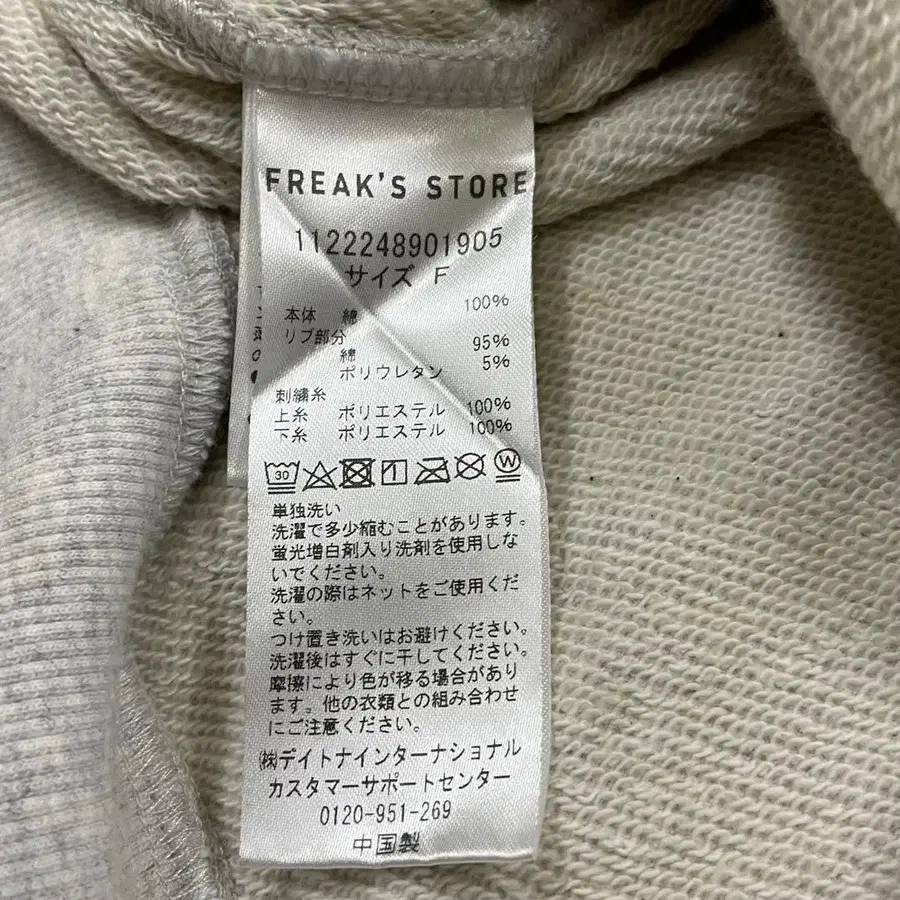 FREAK'S STORE
1122248901905
サイズ F
本体 綿 100%
リブ部分
綿 95%
ポリウレタン 5%
刺繍糸
上糸 ポリエステル 100%
下糸 ポリエステル 100%
30 1 W
単独洗い
洗濯で多少縮むことがあります。
蛍光増白剤入り洗剤を使用しな
いでください。
洗濯の際はネットをご使用くだ
さい。
つけ置き洗いはお避けください。
洗濯後はすぐに干してください。
摩擦により色が移る場合があり
ます。他の衣類との組み合わせ
にご注意ください。
㈱デイトナインターナショナル
カスタマーサポートセンター
0120-951-269
中国製